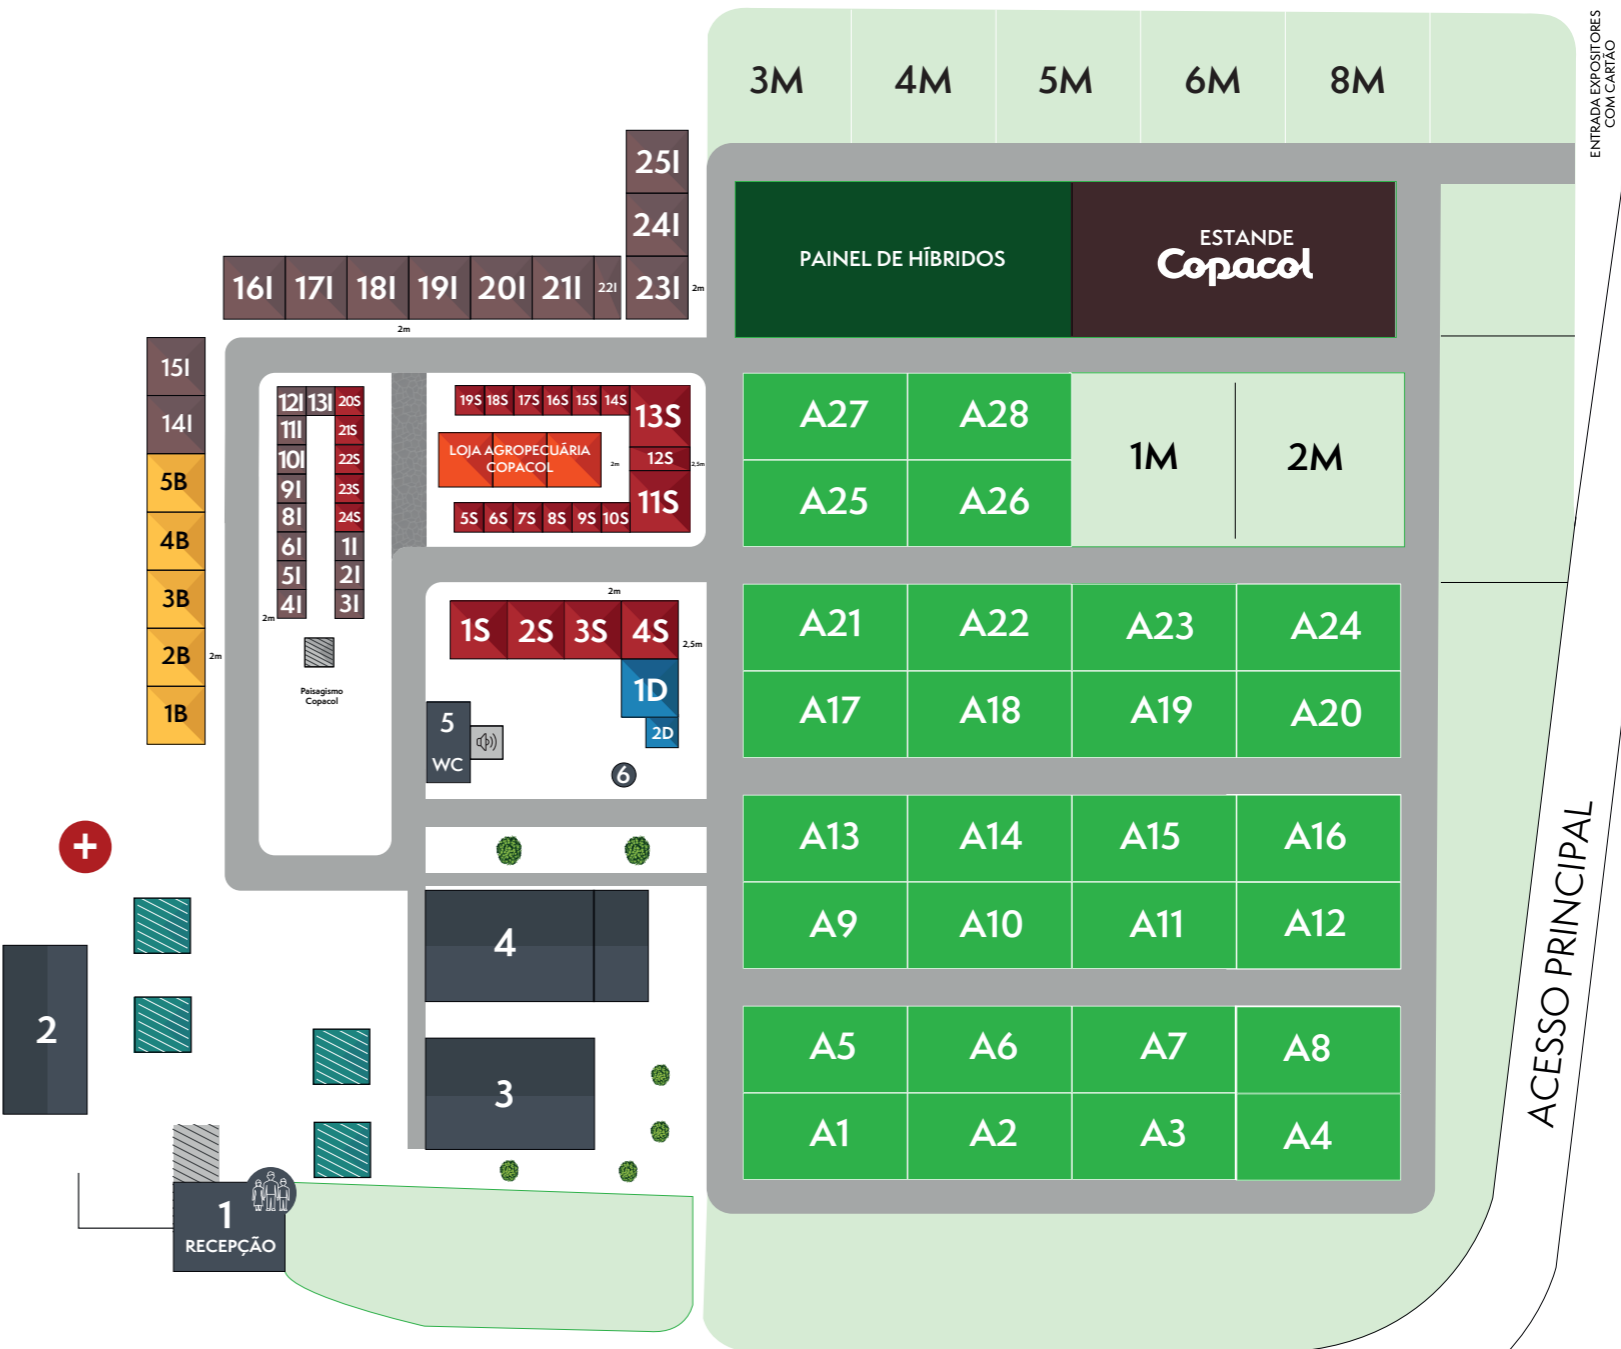 ENTRADA EXPOSITORES
COM CARTÃO
3M
4M
5M
6M
8M
25I
24I
23I
2m
16I
17I
18I
19I
20I
21I
22I
2m
PAINEL DE HÍBRIDOS
ESTANDE
Copacol
15I
14I
5B
4B
3B
2B
1B
2m
12I
13I
20S
11I
21S
10I
22S
9I
23S
8I
24S
6I
1I
5I
2I
4I
3I
2m
Paisagismo
Copacol
19S
18S
17S
16S
15S
14S
13S
LOJA AGROPECUÁRIA
COPACOL
2m
12S
2,5m
11S
5S
6S
7S
8S
9S
10S
2m
1S
2S
3S
4S
2,5m
1D
2D
5
WC
6
A27
A28
1M
2M
A25
A26
A21
A22
A23
A24
A17
A18
A19
A20
A13
A14
A15
A16
A9
A10
A11
A12
A5
A6
A7
A8
A1
A2
A3
A4
ACESSO PRINCIPAL
4
3
2
1
RECEPÇÃO